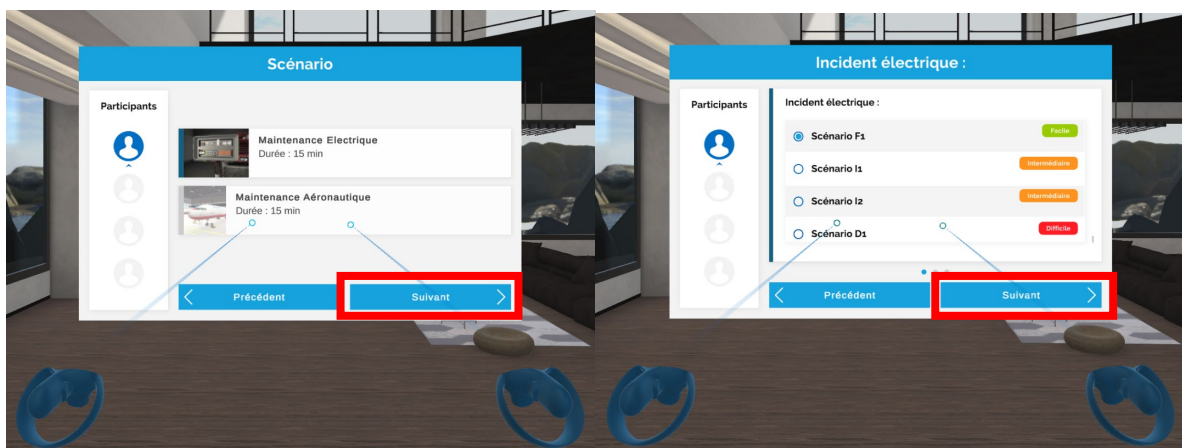 Scénario
Participants
Maintenance Electrique
Durée : 15 min
Maintenance Aéronautique
Durée : 15 min
Précédent
Suivant
Incident électrique :
Participants
Incident électrique :
Scénario F1
Facile
Scénario I1
Intermédiaire
Scénario I2
Intermédiaire
Scénario D1
Difficile
Précédent
Suivant